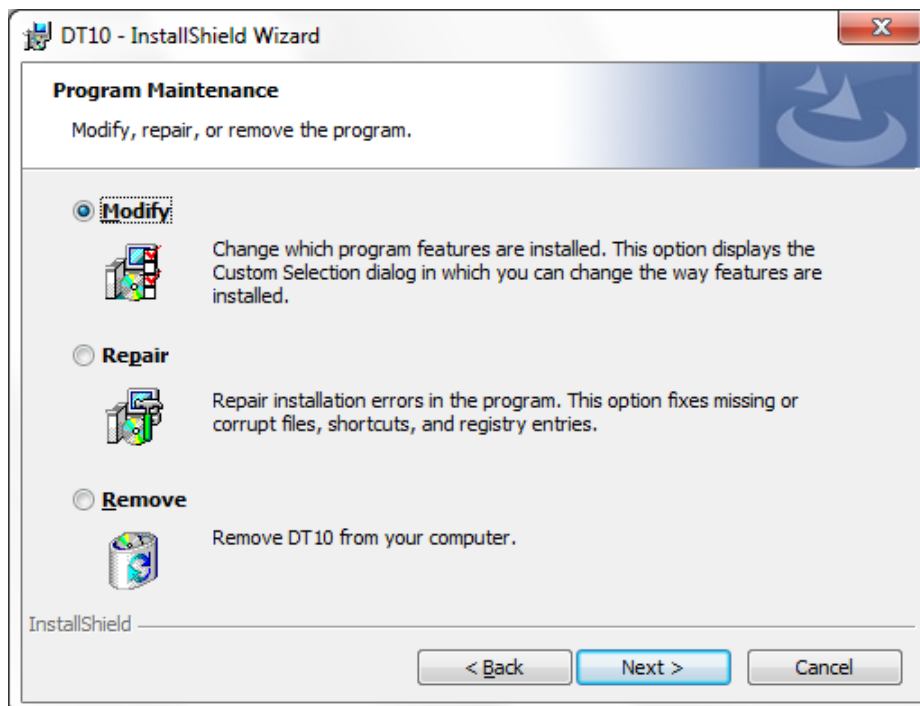 DT10 - InstallShield Wizard
Program Maintenance
Modify, repair, or remove the program.
Modify
Change which program features are installed. This option displays the
Custom Selection dialog in which you can change the way features are
installed.
Repair
Repair installation errors in the program. This option fixes missing or
corrupt files, shortcuts, and registry entries.
Remove
Remove DT10 from your computer.
InstallShield
< Back
Next >
Cancel